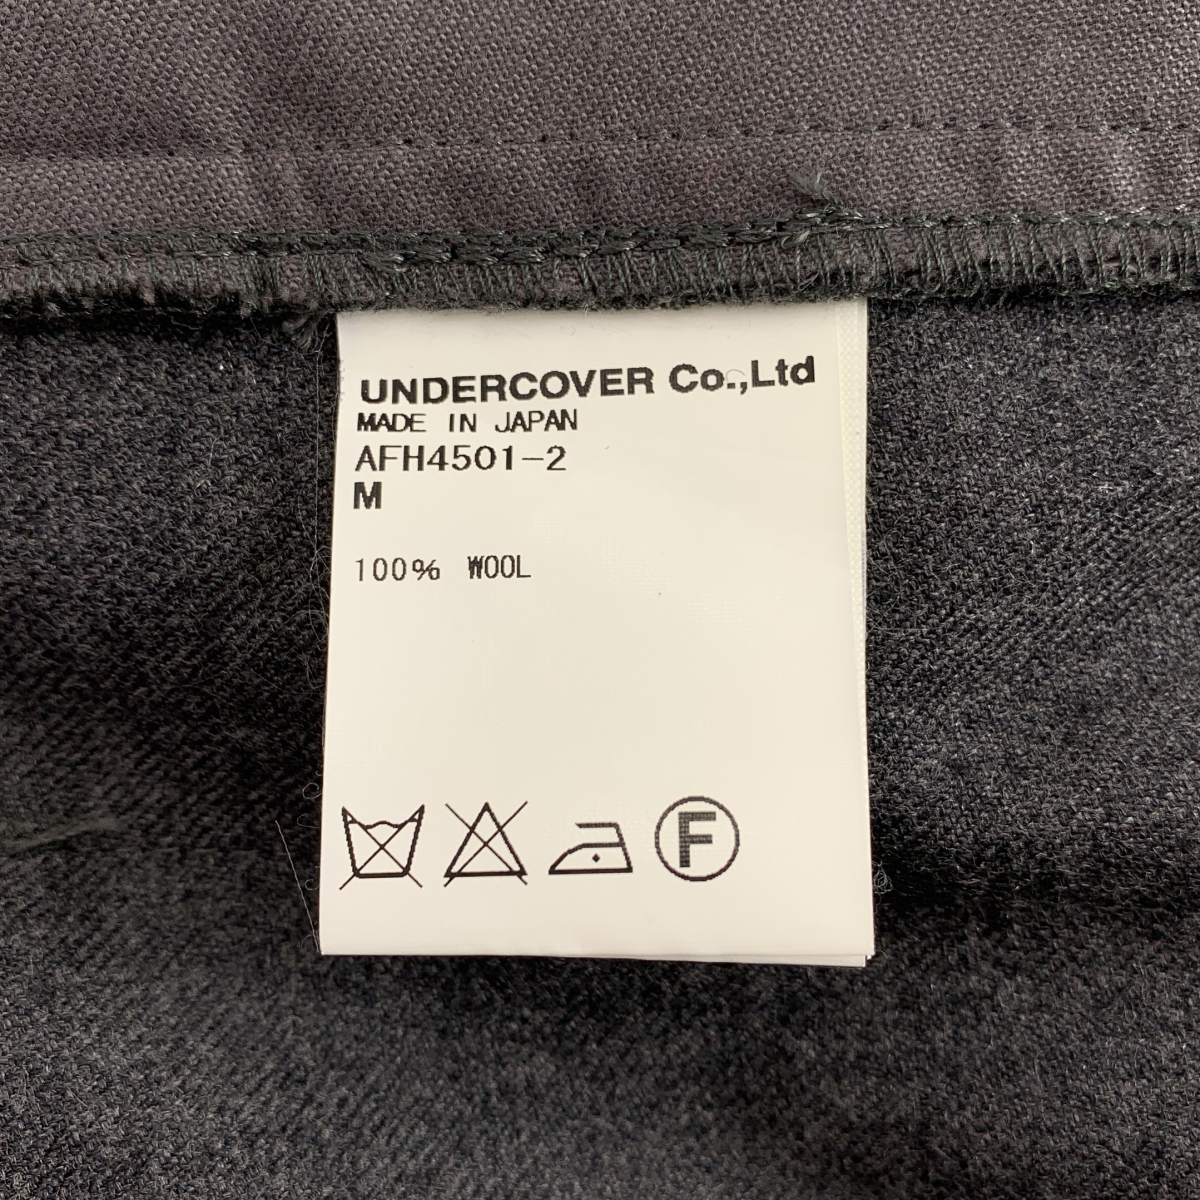 UNDERCOVER Co.,Ltd
MADE IN JAPAN
AFH4501-2
M
100% WOOL
F